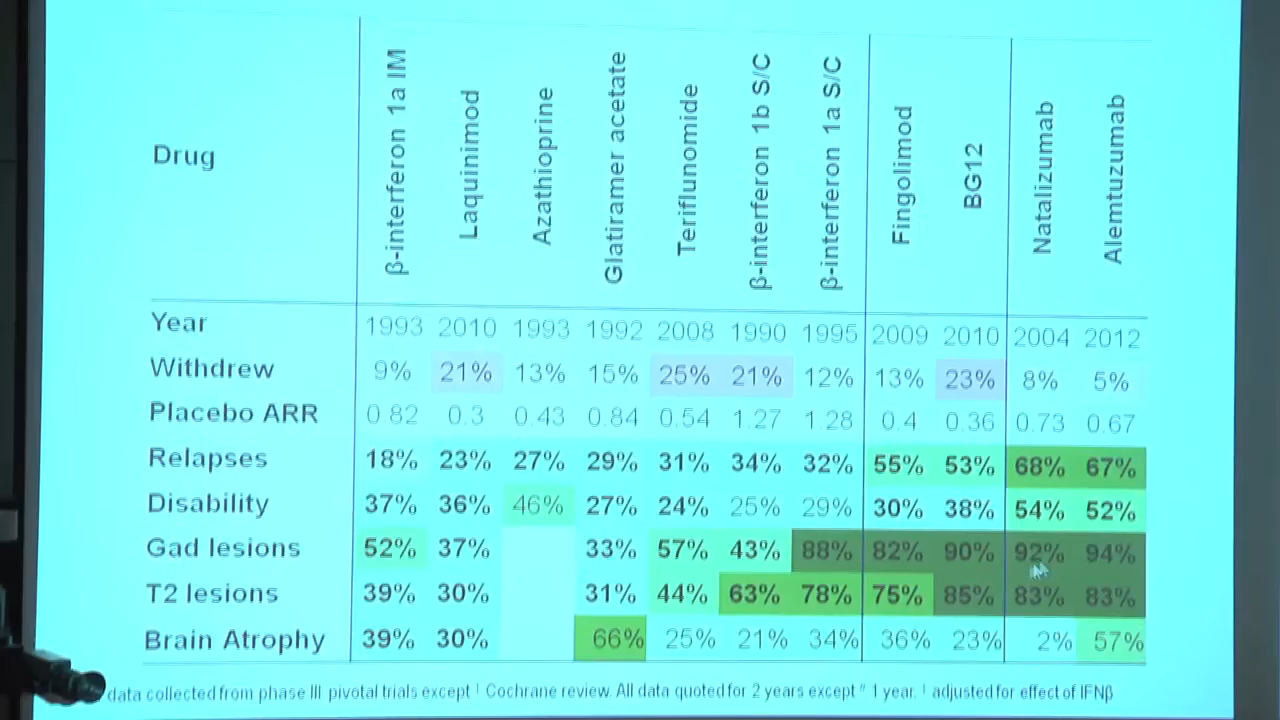 Drug β-interferon 1a IM Laquinimod Azathioprine Glatiramer acetate Teriflunomide β-interferon 1b S/C β-interferon 1a S/C Fingolimod BG12 Natalizumab Alemtuzumab
Year 1993 2010 1993 1992 2008 1990 1995 2009 2010 2004 2012
Withdrew 9% 21% 13% 15% 25% 21% 12% 13% 23% 8% 5%
Placebo ARR 0.82 0.3 0.43 0.84 0.54 1.27 1.28 0.4 0.36 0.73 0.67
Relapses 18% 23% 27% 29% 31% 34% 32% 55% 53% 68% 67%
Disability 37% 36% 46% 27% 24% 25% 29% 30% 38% 54% 52%
Gad lesions 52% 37% 33% 57% 43% 88% 82% 90% 92% 94%
T2 lesions 39% 30% 31% 44% 63% 78% 75% 85% 83% 83%
Brain Atrophy 39% 30% 66% 25% 21% 34% 36% 23% 2% 57%
data collected from phase III pivotal trials except Cochrane review. All data quoted for 2 years except 1 year. adjusted for effect of IFNβ